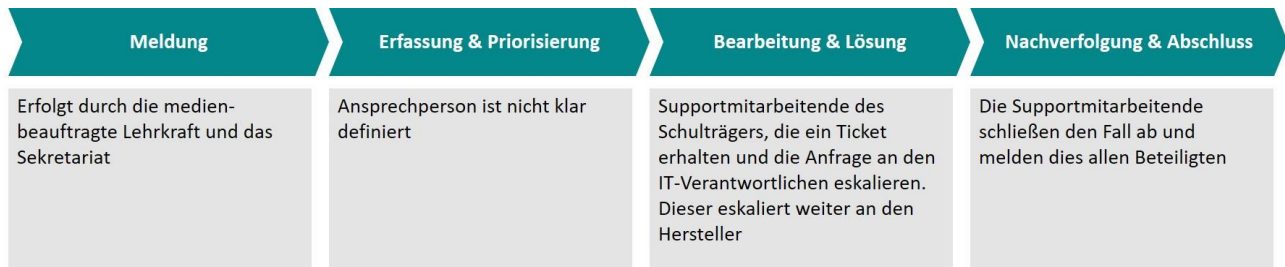 Meldung
Erfassung & Priorisierung
Bearbeitung & Lösung
Nachverfolgung & Abschluss
Erfolgt durch die medien-
beauftragte Lehrkraft und das
Sekretariat
Ansprechperson ist nicht klar
definiert
Supportmitarbeitende des
Schulträgers, die ein Ticket
erhalten und die Anfrage an den
IT-Verantwortlichen eskalieren.
Dieser eskaliert weiter an den
Hersteller
Die Supportmitarbeitende
schließen den Fall ab und
melden dies allen Beteiligten